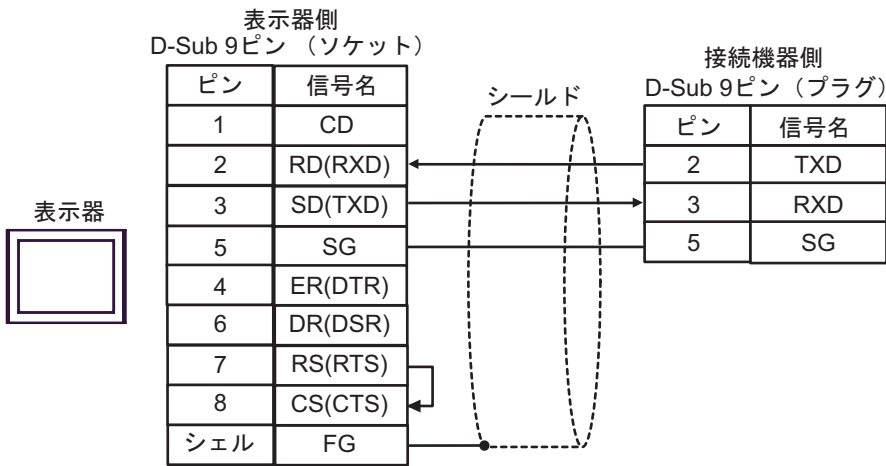 表示器側
D-Sub 9ピン （ソケット）
ピン 信号名
1 CD
2 RD(RXD)
3 SD(TXD)
5 SG
4 ER(DTR)
6 DR(DSR)
7 RS(RTS)
8 CS(CTS)
シェル FG
表示器
シールド
接続機器側
D-Sub 9ピン（プラグ）
ピン 信号名
2 TXD
3 RXD
5 SG